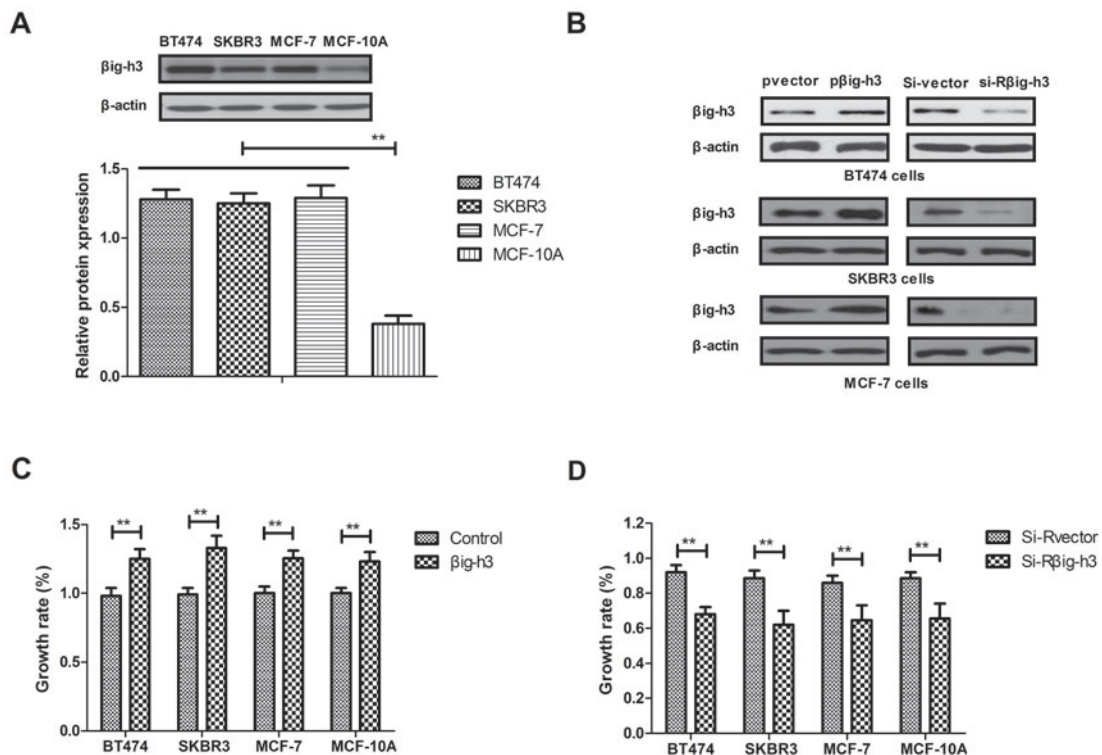 A
BT474 SKBR3 MCF-7 MCF-10A
βig-h3
β-actin
**
1.5
1.0
0.5
0.0
Relative protein xpression
BT474
SKBR3
MCF-7
MCF-10A
B
pvector pβig-h3 Si-vector si-Rβig-h3
βig-h3
β-actin
BT474 cells
βig-h3
β-actin
SKBR3 cells
βig-h3
β-actin
MCF-7 cells
C
1.5
1.0
0.5
0.0
Growth rate (%)
** ** ** **
Control
βig-h3
BT474 SKBR3 MCF-7 MCF-10A
D
1.2
0.9
0.6
0.4
0.2
0.0
Growth rate (%)
** ** ** **
Si-Rvector
Si-Rβig-h3
BT474 SKBR3 MCF-7 MCF-10A